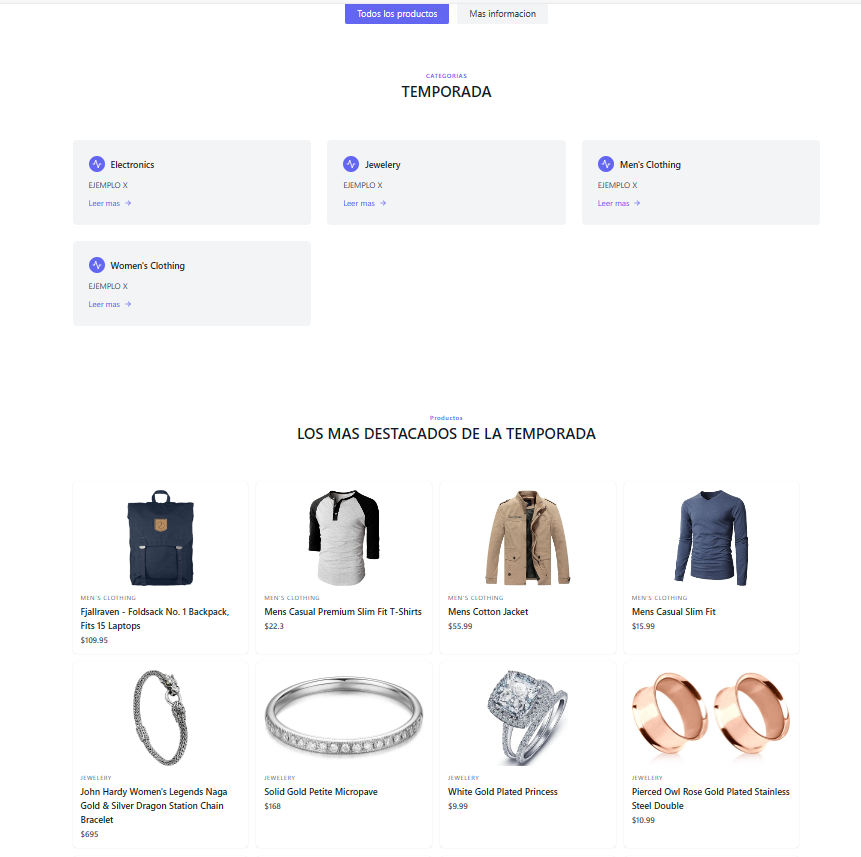 Todos los productos
Mas informacion
CATEGORIAS
TEMPORADA
Electronics
EJEMPLO X
Leer mas →
Jewelery
EJEMPLO X
Leer mas →
Men's Clothing
EJEMPLO X
Leer mas →
Women's Clothing
EJEMPLO X
Leer mas →
Productos
LOS MAS DESTACADOS DE LA TEMPORADA
MEN'S CLOTHING
Fjallraven - Foldsack No. 1 Backpack,
Fits 15 Laptops
$109.95
MEN'S CLOTHING
Mens Casual Premium Slim Fit T-Shirts
$22.3
MEN'S CLOTHING
Mens Cotton Jacket
$55.99
MEN'S CLOTHING
Mens Casual Slim Fit
$15.99
JEWELERY
John Hardy Women's Legends Naga
Gold & Silver Dragon Station Chain
Bracelet
$695
JEWELERY
Solid Gold Petite Micropave
$168
JEWELERY
White Gold Plated Princess
$9.99
JEWELERY
Pierced Owl Rose Gold Plated Stainless
Steel Double
$10.99